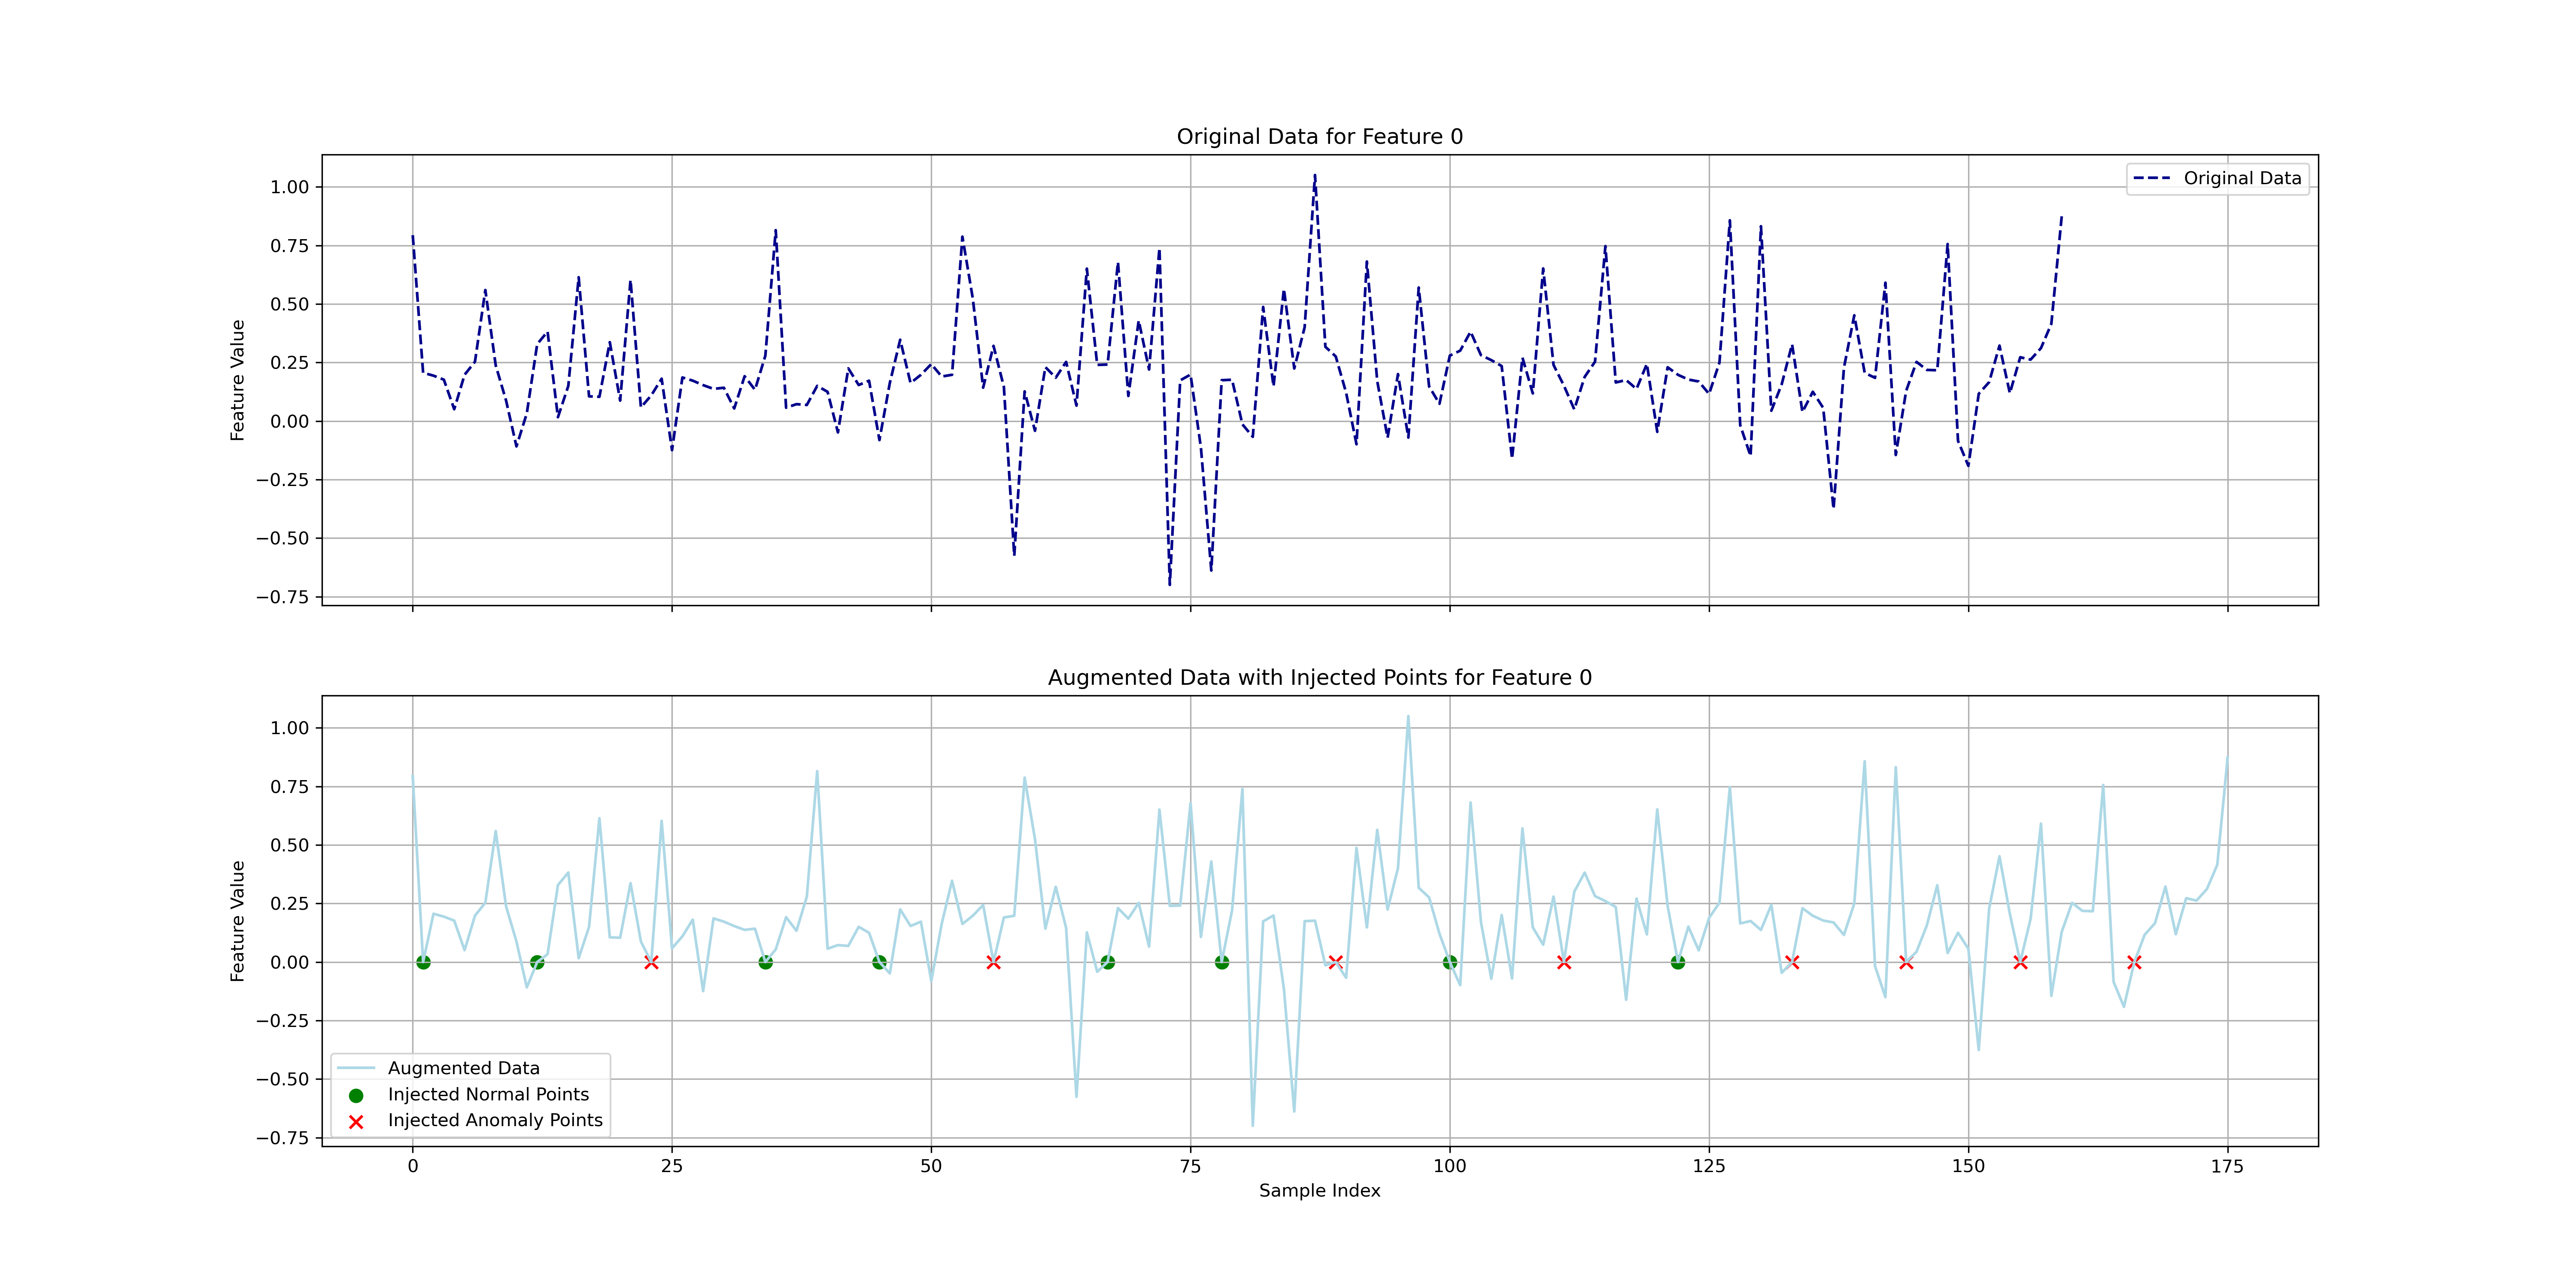 Original Data for Feature 0
Original Data
1.00
0.75
0.50
0.25
0.00
−0.25
−0.50
−0.75
Feature Value
Augmented Data with Injected Points for Feature 0
1.00
0.75
0.50
0.25
0.00
−0.25
−0.50
−0.75
Feature Value
Augmented Data
Injected Normal Points
Injected Anomaly Points
0 25 50 75 100 125 150 175
Sample Index